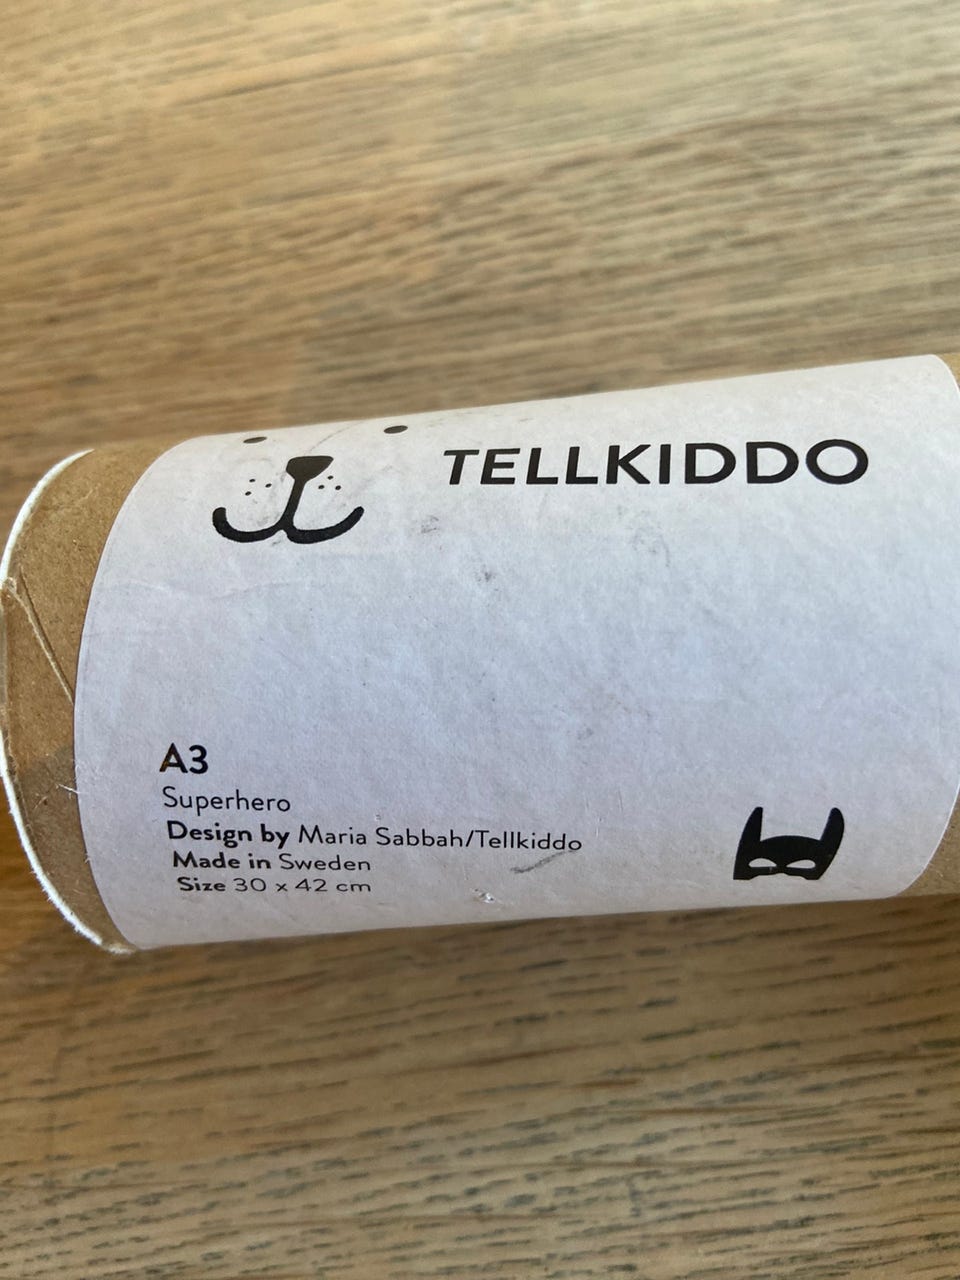 TELLKIDDO
A3
Superhero
Design by Maria Sabbah/Tellkiddo
Made in Sweden
Size 30 x 42 cm